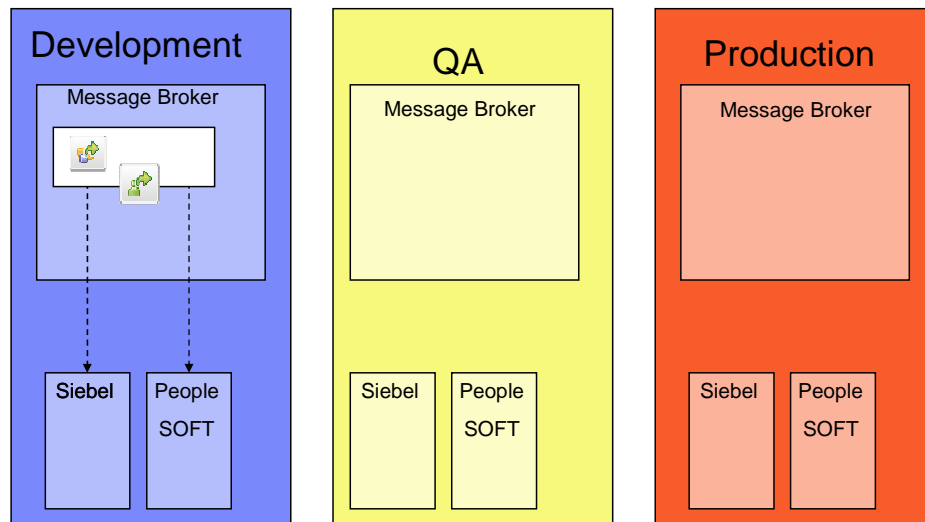 Development
Message Broker
Siebel
People
SOFT
QA
Message Broker
Siebel
People
SOFT
Production
Message Broker
Siebel
People
SOFT